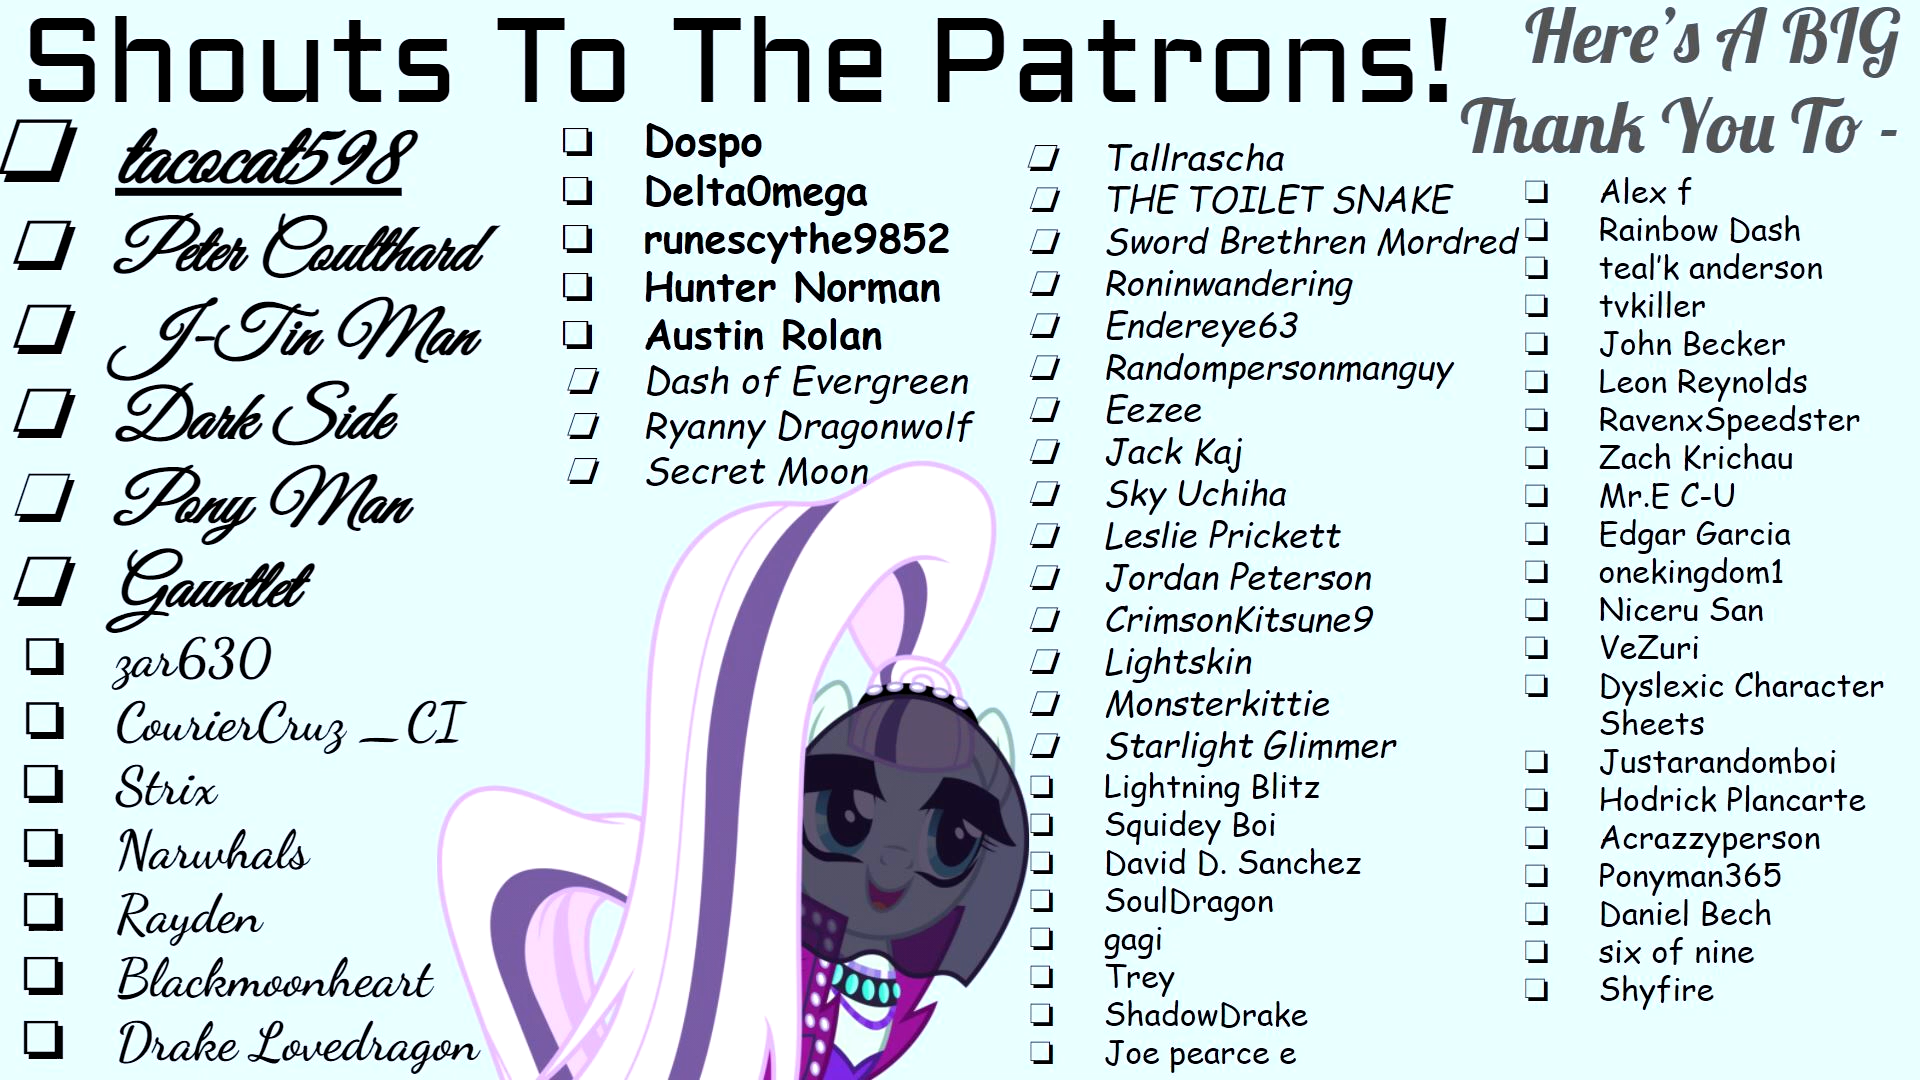 Shouts To The Patrons!
Here's A BIG
Thank You To -
❏ tacocat598
❏ Peter Coulthard
❏ J-Tin Man
❏ Dark Side
❏ Pony Man
❏ Gauntlet
❏ zar630
❏ CourierCruz_CI
❏ Strix
❏ Narwhals
❏ Rayden
❏ Blackmoonheart
❏ Drake Lovedragon
❏ Dospo
❏ Delta0mega
❏ runescythe9852
❏ Hunter Norman
❏ Austin Rolan
❏ Dash of Evergreen
❏ Ryanny Dragonwolf
❏ Secret Moon
❏ Tallrascha
❏ THE TOILET SNAKE
❏ Sword Brethren Mordred
❏ Roninwandering
❏ Endereye63
❏ Randompersonmanguy
❏ Eezee
❏ Jack Kaj
❏ Sky Uchiha
❏ Leslie Prickett
❏ Jordan Peterson
❏ CrimsonKitsune9
❏ Lightskin
❏ Monsterkittie
❏ Starlight Glimmer
❏ Lightning Blitz
❏ Squidey Boi
❏ David D. Sanchez
❏ SoulDragon
❏ gagi
❏ Trey
❏ ShadowDrake
❏ Joe pearce e
❏ Alex f
❏ Rainbow Dash
❏ teal'k anderson
❏ tvkiller
❏ John Becker
❏ Leon Reynolds
❏ RavenxSpeedster
❏ Zach Krichau
❏ Mr.E C-U
❏ Edgar Garcia
❏ onekingdom1
❏ Niceru San
❏ VeZuri
❏ Dyslexic Character
Sheets
❏ Justarandomboi
❏ Hodrick Plancarte
❏ Acrazzyperson
❏ Ponyman365
❏ Daniel Bech
❏ six of nine
❏ Shyfire